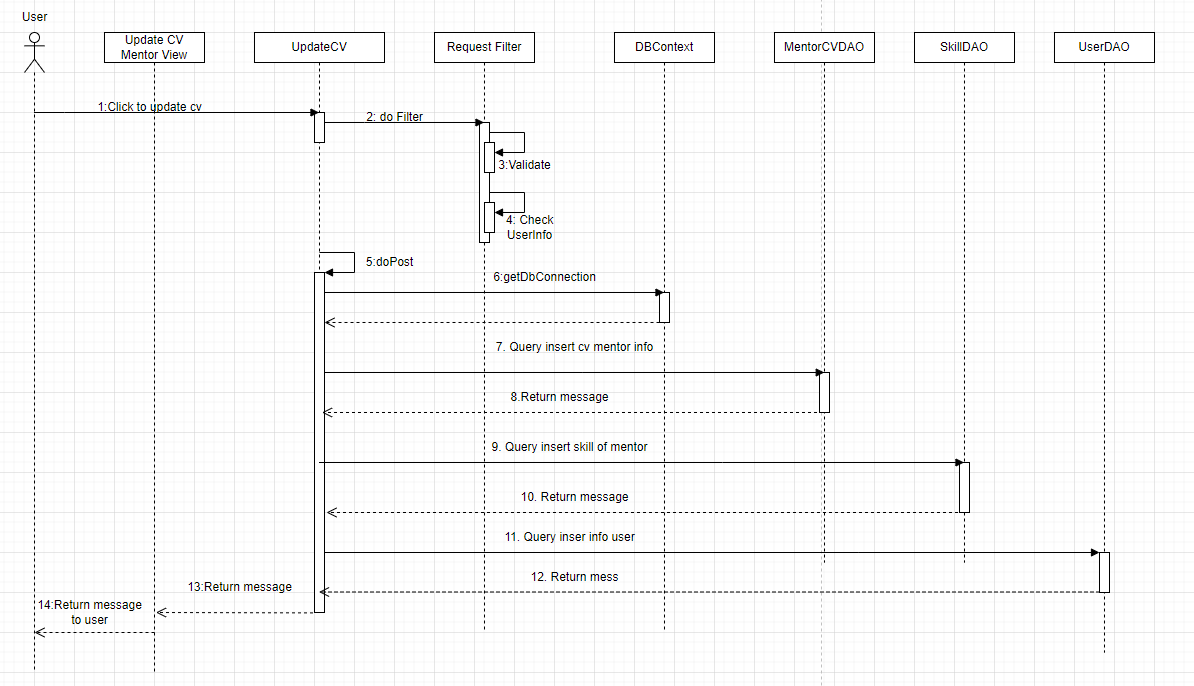 User
Update CV
Mentor View
UpdateCV
Request Filter
DBContext
MentorCVDAO
SkillDAO
UserDAO
1:Click to update cv
2: do Filter
3:Validate
4: Check
UserInfo
5:doPost
6:getDbConnection
7. Query insert cv mentor info
8.Return message
9. Query insert skill of mentor
10. Return message
11. Query inser info user
12. Return mess
13:Return message
14:Return message
to user